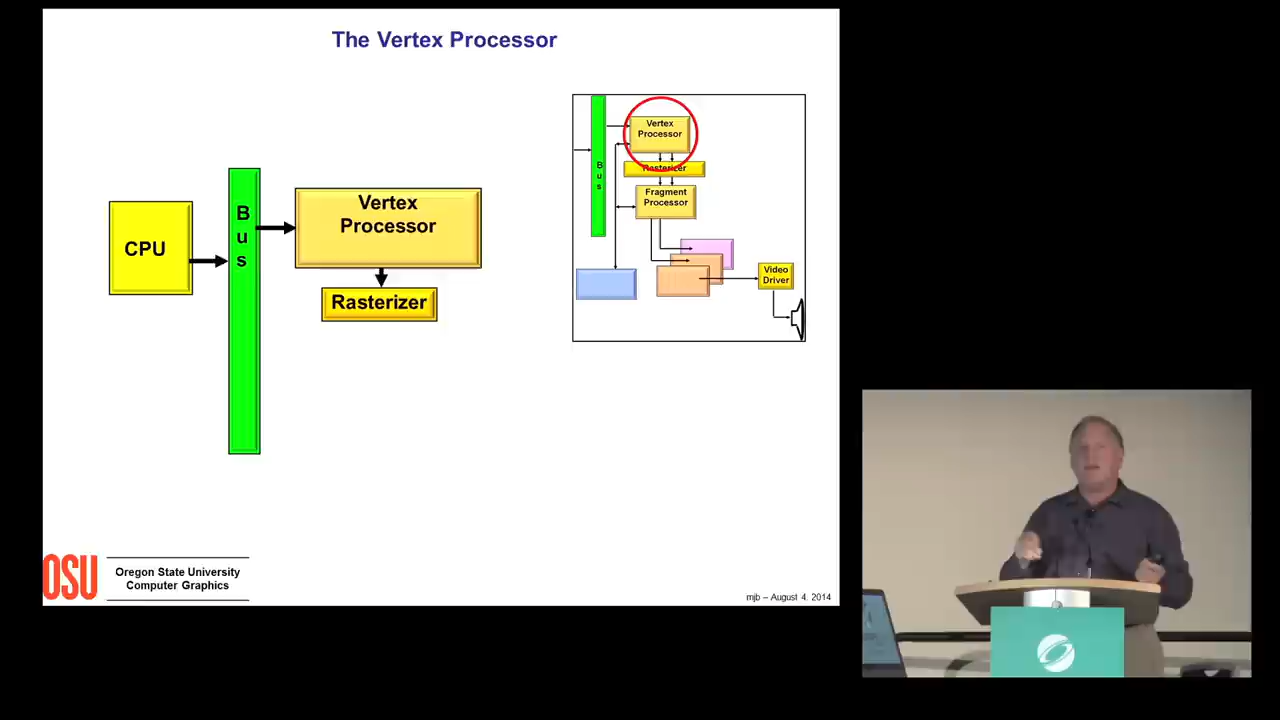 The Vertex Processor
CPU
B
u
s
Vertex
Processor
Rasterizer
B
u
s
Vertex
Processor
Rasterizer
Fragment
Processor
Video
Driver
OSU
Oregon State University
Computer Graphics
mjb – August 4, 2014